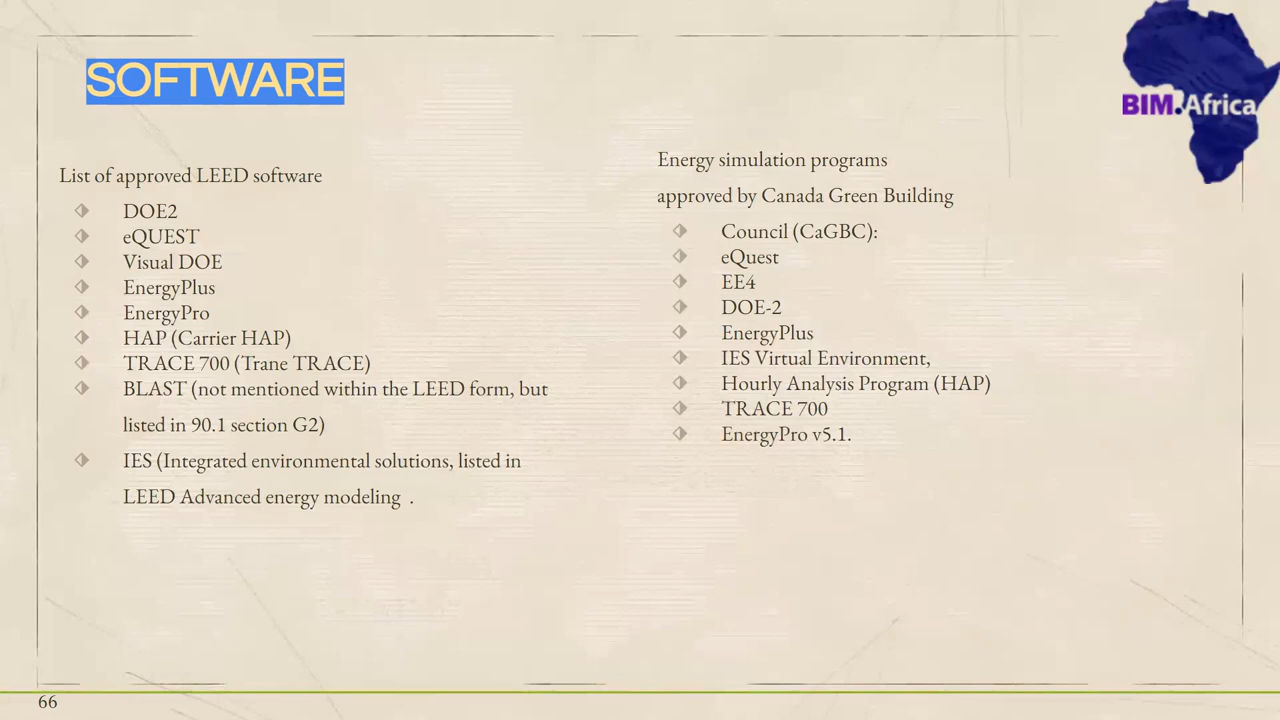 SOFTWARE
BIM.Africa
List of approved LEED software
DOE2
eQUEST
Visual DOE
EnergyPlus
EnergyPro
HAP (Carrier HAP)
TRACE 700 (Trane TRACE)
BLAST (not mentioned within the LEED form, but
listed in 90.1 section G2)
IES (Integrated environmental solutions, listed in
LEED Advanced energy modeling .
Energy simulation programs
approved by Canada Green Building
Council (CaGBC):
eQuest
EE4
DOE-2
EnergyPlus
IES Virtual Environment,
Hourly Analysis Program (HAP)
TRACE 700
EnergyPro v5.1.
66